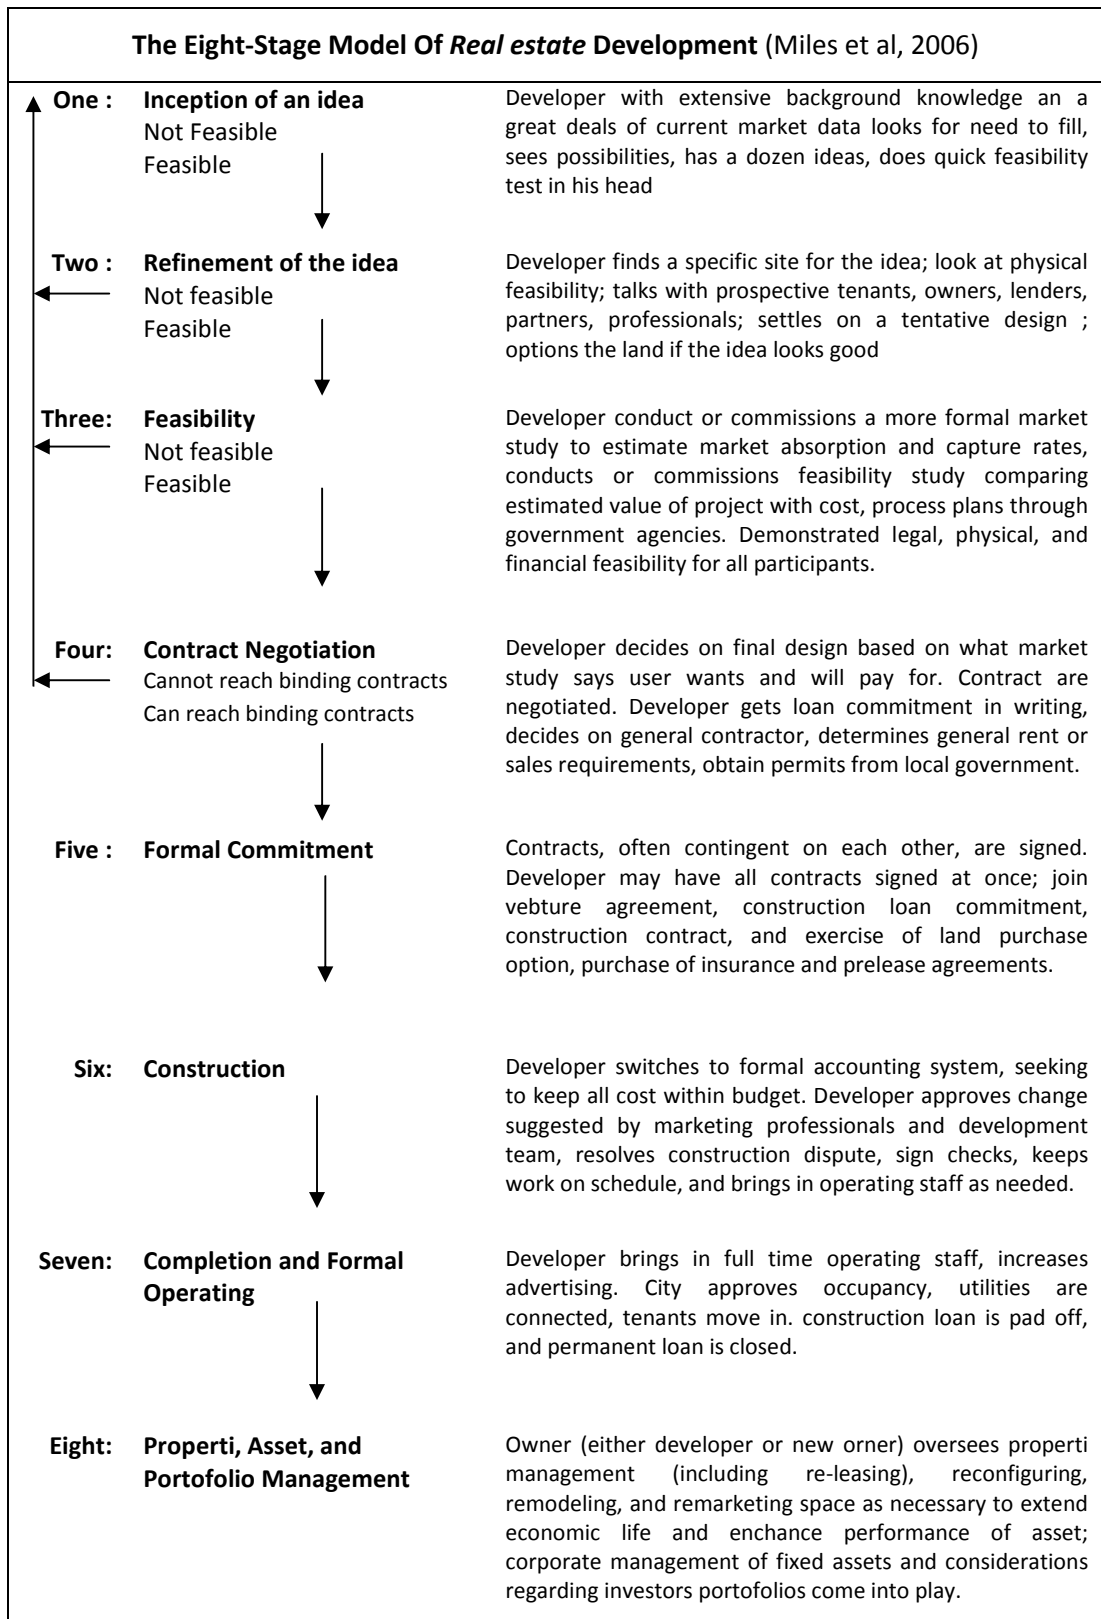 The Eight-Stage Model Of Real estate Development (Miles et al, 2006)
One : Inception of an idea
Not Feasible
Feasible
Developer with extensive background knowledge an a
great deals of current market data looks for need to fill,
sees possibilities, has a dozen ideas, does quick feasibility
test in his head
Two : Refinement of the idea
Not feasible
Feasible
Developer finds a specific site for the idea; look at physical
feasibility; talks with prospective tenants, owners, lenders,
partners, professionals; settles on a tentative design ;
options the land if the idea looks good
Three: Feasibility
Not feasible
Feasible
Developer conduct or commissions a more formal market
study to estimate market absorption and capture rates,
conducts or commissions feasibility study comparing
estimated value of project with cost, process plans through
government agencies. Demonstrated legal, physical, and
financial feasibility for all participants.
Four: Contract Negotiation
Cannot reach binding contracts
Can reach binding contracts
Developer decides on final design based on what market
study says user wants and will pay for. Contract are
negotiated. Developer gets loan commitment in writing,
decides on general contractor, determines general rent or
sales requirements, obtain permits from local government.
Five : Formal Commitment
Contracts, often contingent on each other, are signed.
Developer may have all contracts signed at once; join
vebture agreement, construction loan commitment,
construction contract, and exercise of land purchase
option, purchase of insurance and prelease agreements.
Six: Construction
Developer switches to formal accounting system, seeking
to keep all cost within budget. Developer approves change
suggested by marketing professionals and development
team, resolves construction dispute, sign checks, keeps
work on schedule, and brings in operating staff as needed.
Seven: Completion and Formal
Operating
Developer brings in full time operating staff, increases
advertising. City approves occupancy, utilities are
connected, tenants move in. construction loan is pad off,
and permanent loan is closed.
Eight: Properti, Asset, and
Portofolio Management
Owner (either developer or new orner) oversees properti
management (including re-leasing), reconfiguring,
remodeling, and remarketing space as necessary to extend
economic life and enchance performance of asset;
corporate management of fixed assets and considerations
regarding investors portofolios come into play.